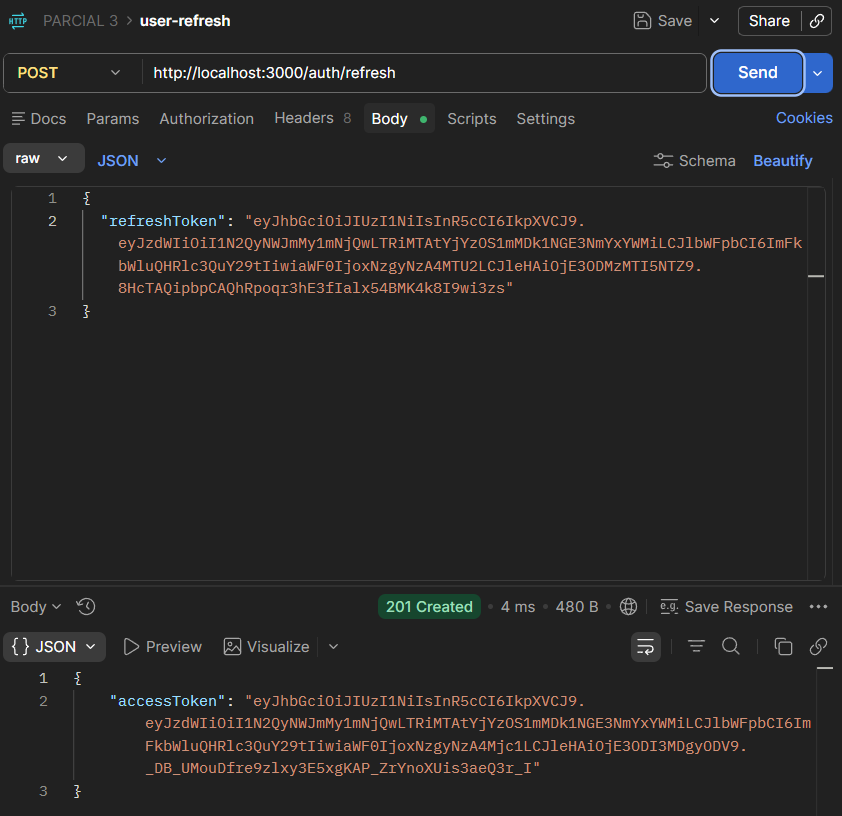 HTTP PARCIAL 3 > user-refresh Save Share
POST http://localhost:3000/auth/refresh Send
Docs Params Authorization Headers 8 Body Scripts Settings Cookies
raw JSON Schema Beautify
1 {
2 "refreshToken": "eyJhbGciOiJIUzI1NiIsInR5cCI6IkpXVCJ9.
eyJzdWIiOiI1N2QyNWJmMy1mNjQwLTRiMTAtYjYzOS1mMDk1NGE3NmYxYWMiLCJlbWFpbCI6ImFk
bWluQHRlc3QuY29tIiwiaWF0IjoxNzgyNzA4MTU2LCJleHAiOjE3ODMzMTI5NTZ9.
8HcTAQipbpCAQhRpoqr3hE3fIalx54BMK4k8I9wi3zs"
3 }
Body 201 Created • 4 ms • 480 B • e.g. Save Response
{} JSON Preview Visualize
1 {
2 "accessToken": "eyJhbGciOiJIUzI1NiIsInR5cCI6IkpXVCJ9.
eyJzdWIiOiI1N2QyNWJmMy1mNjQwLTRiMTAtYjYzOS1mMDk1NGE3NmYxYWMiLCJlbWFpbCI6Im
FkbWluQHRlc3QuY29tIiwiaWF0IjoxNzgyNzA4Mjc1LCJleHAiOjE3ODI3MDgyODV9.
_DB_UMouDfre9zlxy3E5xgKAP_ZrYnoXUis3aeQ3r_I"
3 }